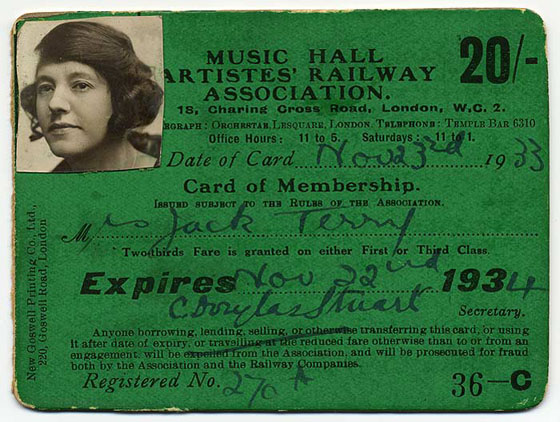 MUSIC HALL
ARTISTES' RAILWAY
ASSOCIATION.
20/-
18, Charing Cross Road, London, W.C. 2.
EGRAPH: ORCHESTAR, LESQUARE, LONDON. TELEPHONE: TEMPLE BAR 6310
Office Hours: 11 to 5. Saturdays: 11 to 1.
Date of Card Nov 23rd 1933
Card of Membership.
ISSUED SUBJECT TO THE RULES OF THE ASSOCIATION.
Mrs Jack Terry
Two-thirds Fare is granted on either First or Third Class.
Expires Nov 22nd 1934
C Douglas Stuart
Secretary.
Anyone borrowing, lending, selling, or otherwise transferring this card, or using
it after date of expiry, or travelling at the reduced fare otherwise than to or from an
engagement, will be expelled from the Association, and will be prosecuted for fraud
both by the Association and the Railway Companies.
Registered No. 270 A
36-C
New Goswell Printing Co., Ltd.,
220, Goswell Road, London